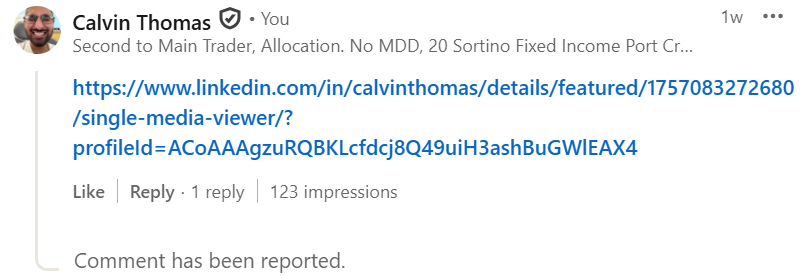 Calvin Thomas • You 1w
Second to Main Trader, Allocation. No MDD, 20 Sortino Fixed Income Port Cr...
https://www.linkedin.com/in/calvinthomas/details/featured/1757083272680
/single-media-viewer/?
profileId=ACoAAAgzuRQBKLcfdcj8Q49uiH3ashBuGWlEAX4
Like Reply · 1 reply 123 impressions
Comment has been reported.